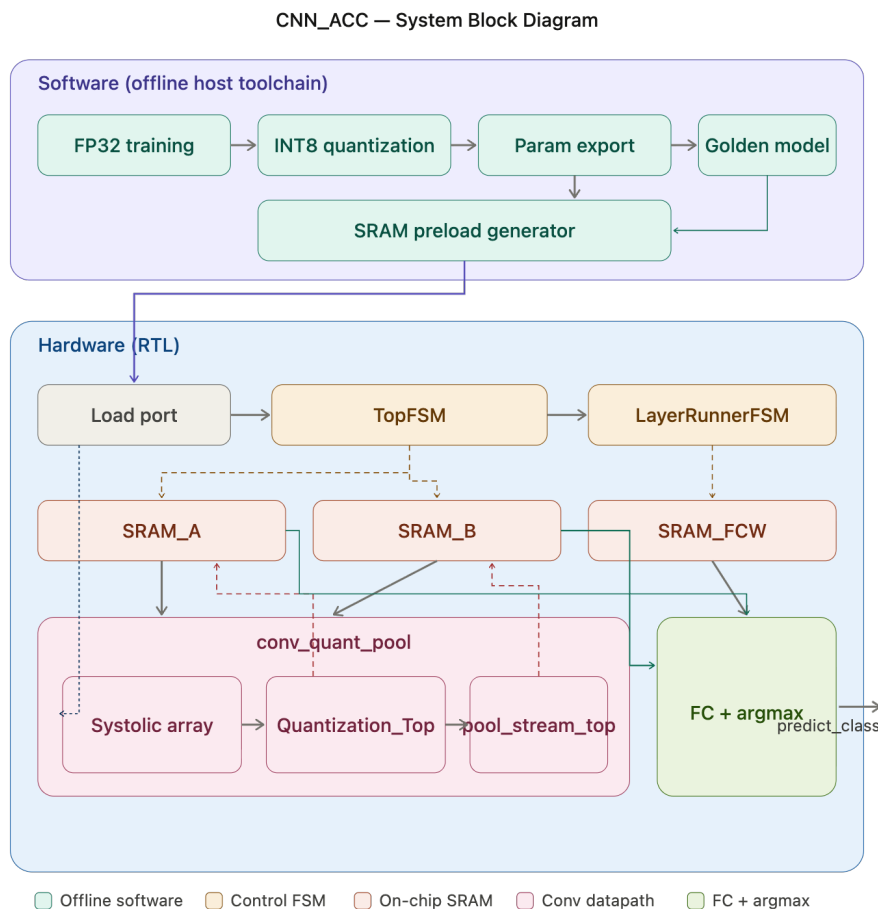 CNN_ACC — System Block Diagram
Software (offline host toolchain)
FP32 training
INT8 quantization
Param export
Golden model
SRAM preload generator
Hardware (RTL)
Load port
TopFSM
LayerRunnerFSM
SRAM_A
SRAM_B
SRAM_FCW
conv_quant_pool
Systolic array
Quantization_Top
pool_stream_top
FC + argmax
predict_class
Offline software
Control FSM
On-chip SRAM
Conv datapath
FC + argmax